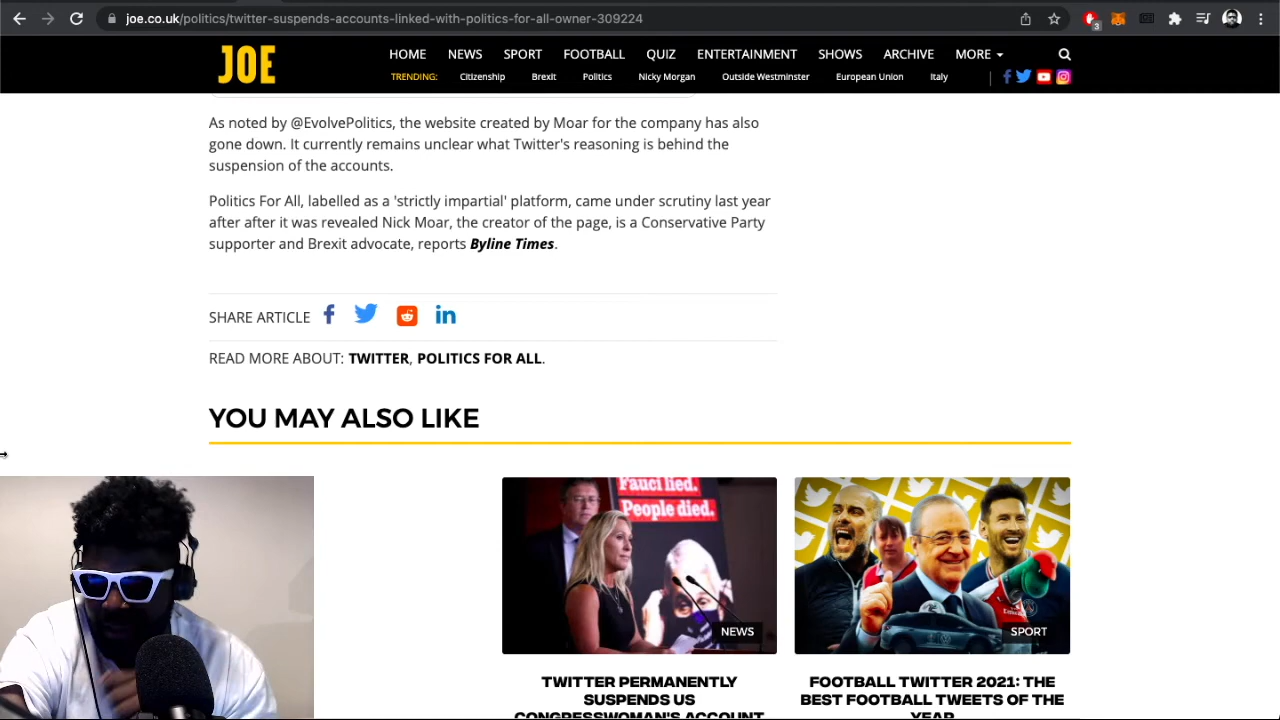 joe.co.uk/politics/twitter-suspends-accounts-linked-with-politics-for-all-owner-309224
3
JOE
HOME NEWS SPORT FOOTBALL QUIZ ENTERTAINMENT SHOWS ARCHIVE MORE
TRENDING: Citizenship Brexit Politics Nicky Morgan Outside Westminster European Union Italy
As noted by @EvolvePolitics, the website created by Moar for the company has also
gone down. It currently remains unclear what Twitter's reasoning is behind the
suspension of the accounts.
Politics For All, labelled as a 'strictly impartial' platform, came under scrutiny last year
after after it was revealed Nick Moar, the creator of the page, is a Conservative Party
supporter and Brexit advocate, reports Byline Times.
SHARE ARTICLE
READ MORE ABOUT: TWITTER, POLITICS FOR ALL.
YOU MAY ALSO LIKE
Fauci lied.
People died.
NEWS
SPORT
TWITTER PERMANENTLY
SUSPENDS US
CONGRESSWOMAN'S ACCOUNT
FOOTBALL TWITTER 2021: THE
BEST FOOTBALL TWEETS OF THE
YEAR